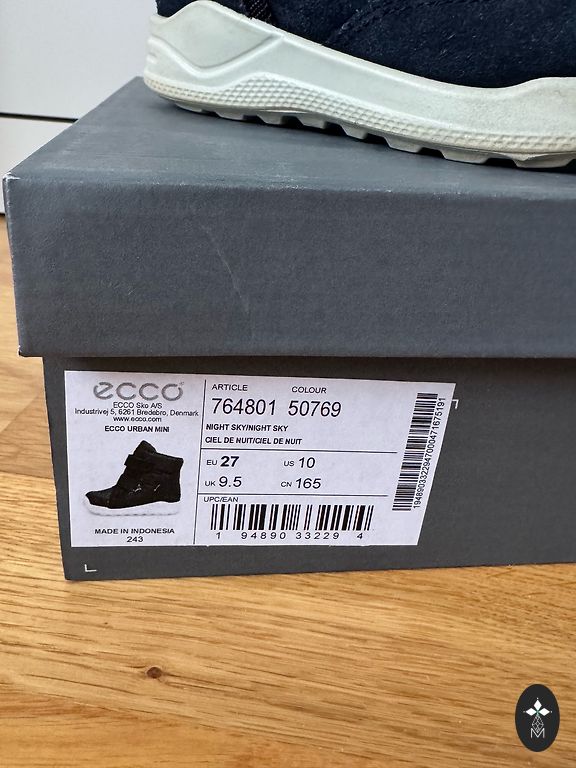 ecco
ECCO Sko A/S
Industrivej 5, 6261 Bredebro, Denmark
www.ecco.com
ECCO URBAN MINI
MADE IN INDONESIA
243
ARTICLE COLOUR
764801 50769
NIGHT SKY/NIGHT SKY
CIEL DE NUIT/CIEL DE NUIT
EU 27 US 10
UK 9.5 CN 165
UPC/EAN
1 94890 33229 4
1948903322947000471675191
M